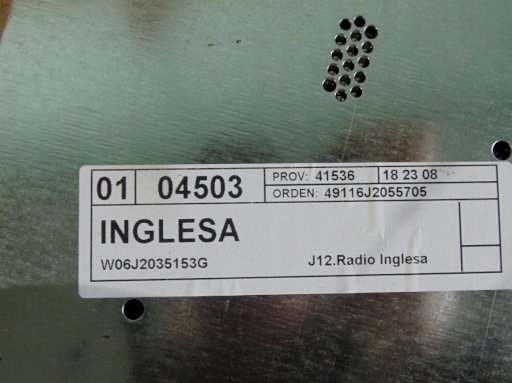 01 04503 PROV: 41536 18 23 08
ORDEN: 49116J2055705
INGLESA
W06J2035153G J12.Radio Inglesa